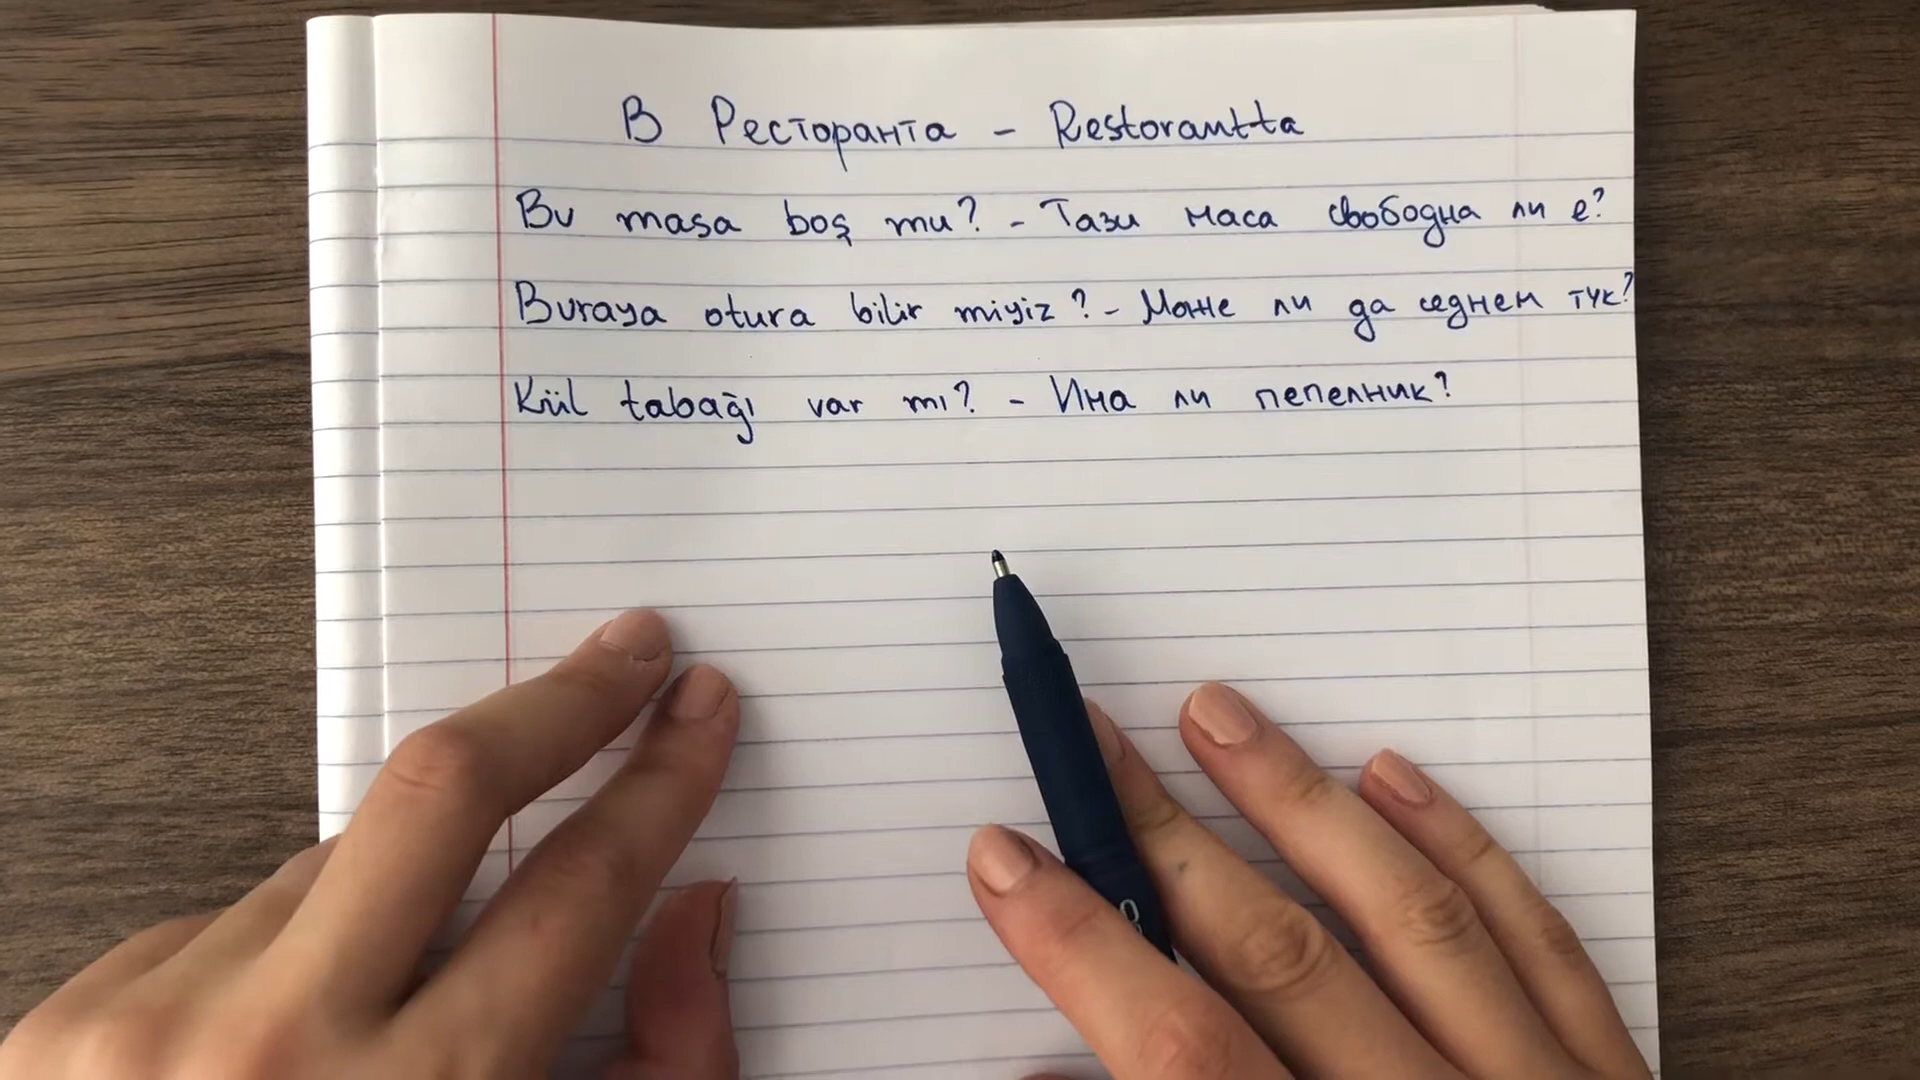 В Ресторанта - Restorantta
Bu masa boş mu? - Тази маса свободна ли е?
Buraya otura bilir miyiz? - Може ли да седнем тук?
Kül tabağı var mı? - Има ли пепелник?